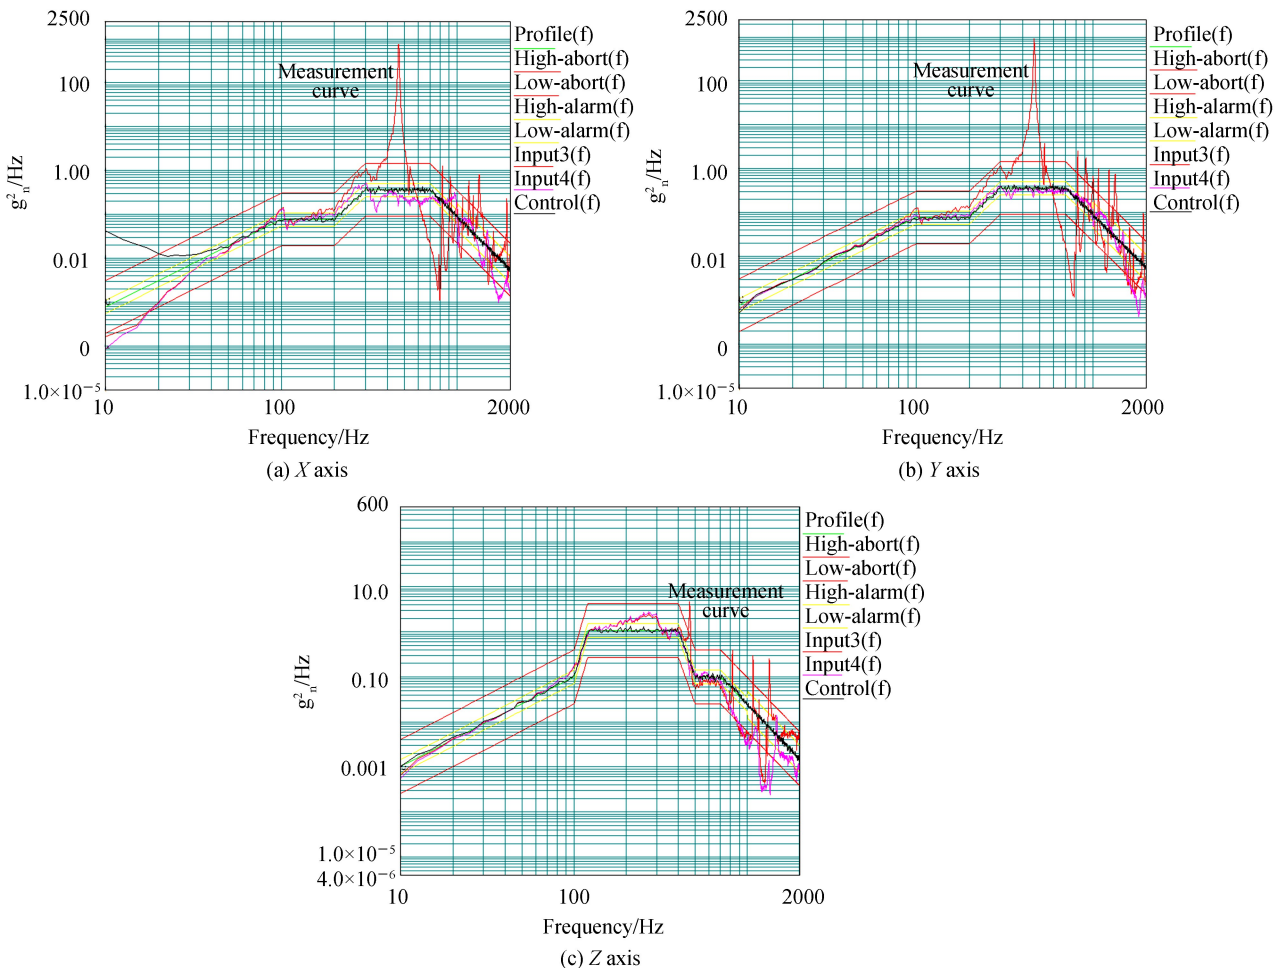 2500
100
1.00
0.01
0
1.0×10⁻⁵
g²ₙ/Hz
Measurement
curve
10
100
2000
Frequency/Hz
(a) X axis
Profile(f)
High-abort(f)
Low-abort(f)
High-alarm(f)
Low-alarm(f)
Input3(f)
Input4(f)
Control(f)
2500
100
1.00
0.01
0
1.0×10⁻⁵
g²ₙ/Hz
Measurement
curve
10
100
2000
Frequency/Hz
(b) Y axis
Profile(f)
High-abort(f)
Low-abort(f)
High-alarm(f)
Low-alarm(f)
Input3(f)
Input4(f)
Control(f)
600
10.0
0.10
0.001
1.0×10⁻⁵
4.0×10⁻⁶
g²ₙ/Hz
Measurement
curve
10
100
2000
Frequency/Hz
(c) Z axis
Profile(f)
High-abort(f)
Low-abort(f)
High-alarm(f)
Low-alarm(f)
Input3(f)
Input4(f)
Control(f)